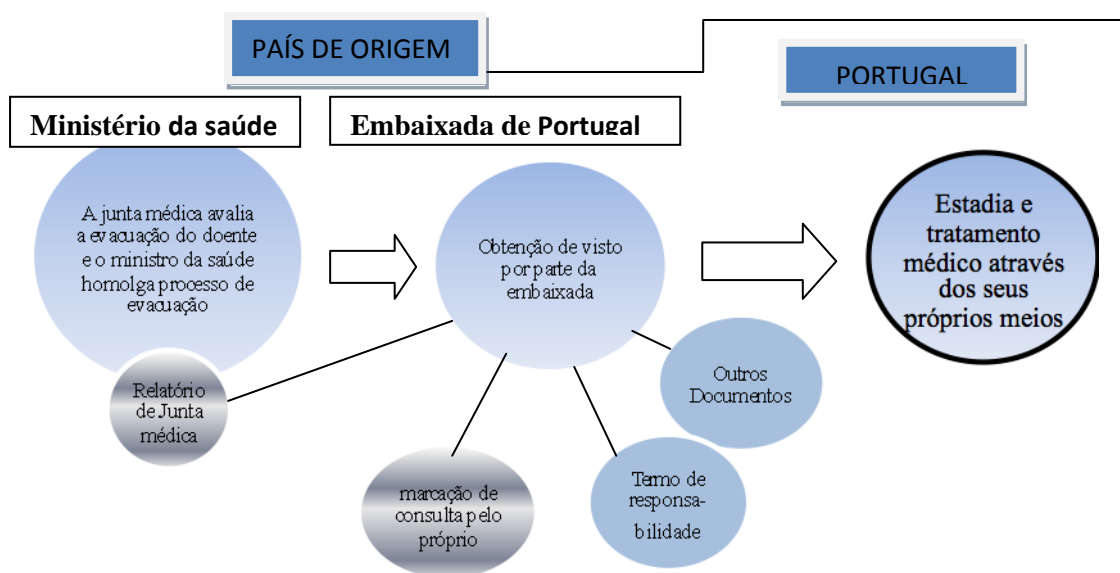 PAÍS DE ORIGEM
PORTUGAL
Ministério da saúde
Embaixada de Portugal
A junta médica avalia
a evacuação do doente
e o ministro da saúde
homolga processo de
evacuação
Obtenção de visto
por parte da
embaixada
Estadia e
tratamento
médico através
dos seus
próprios meios
Relatório
de Junta
médica
marcação de
consulta pelo
próprio
Termo de
responsa-
bilidade
Outros
Documentos